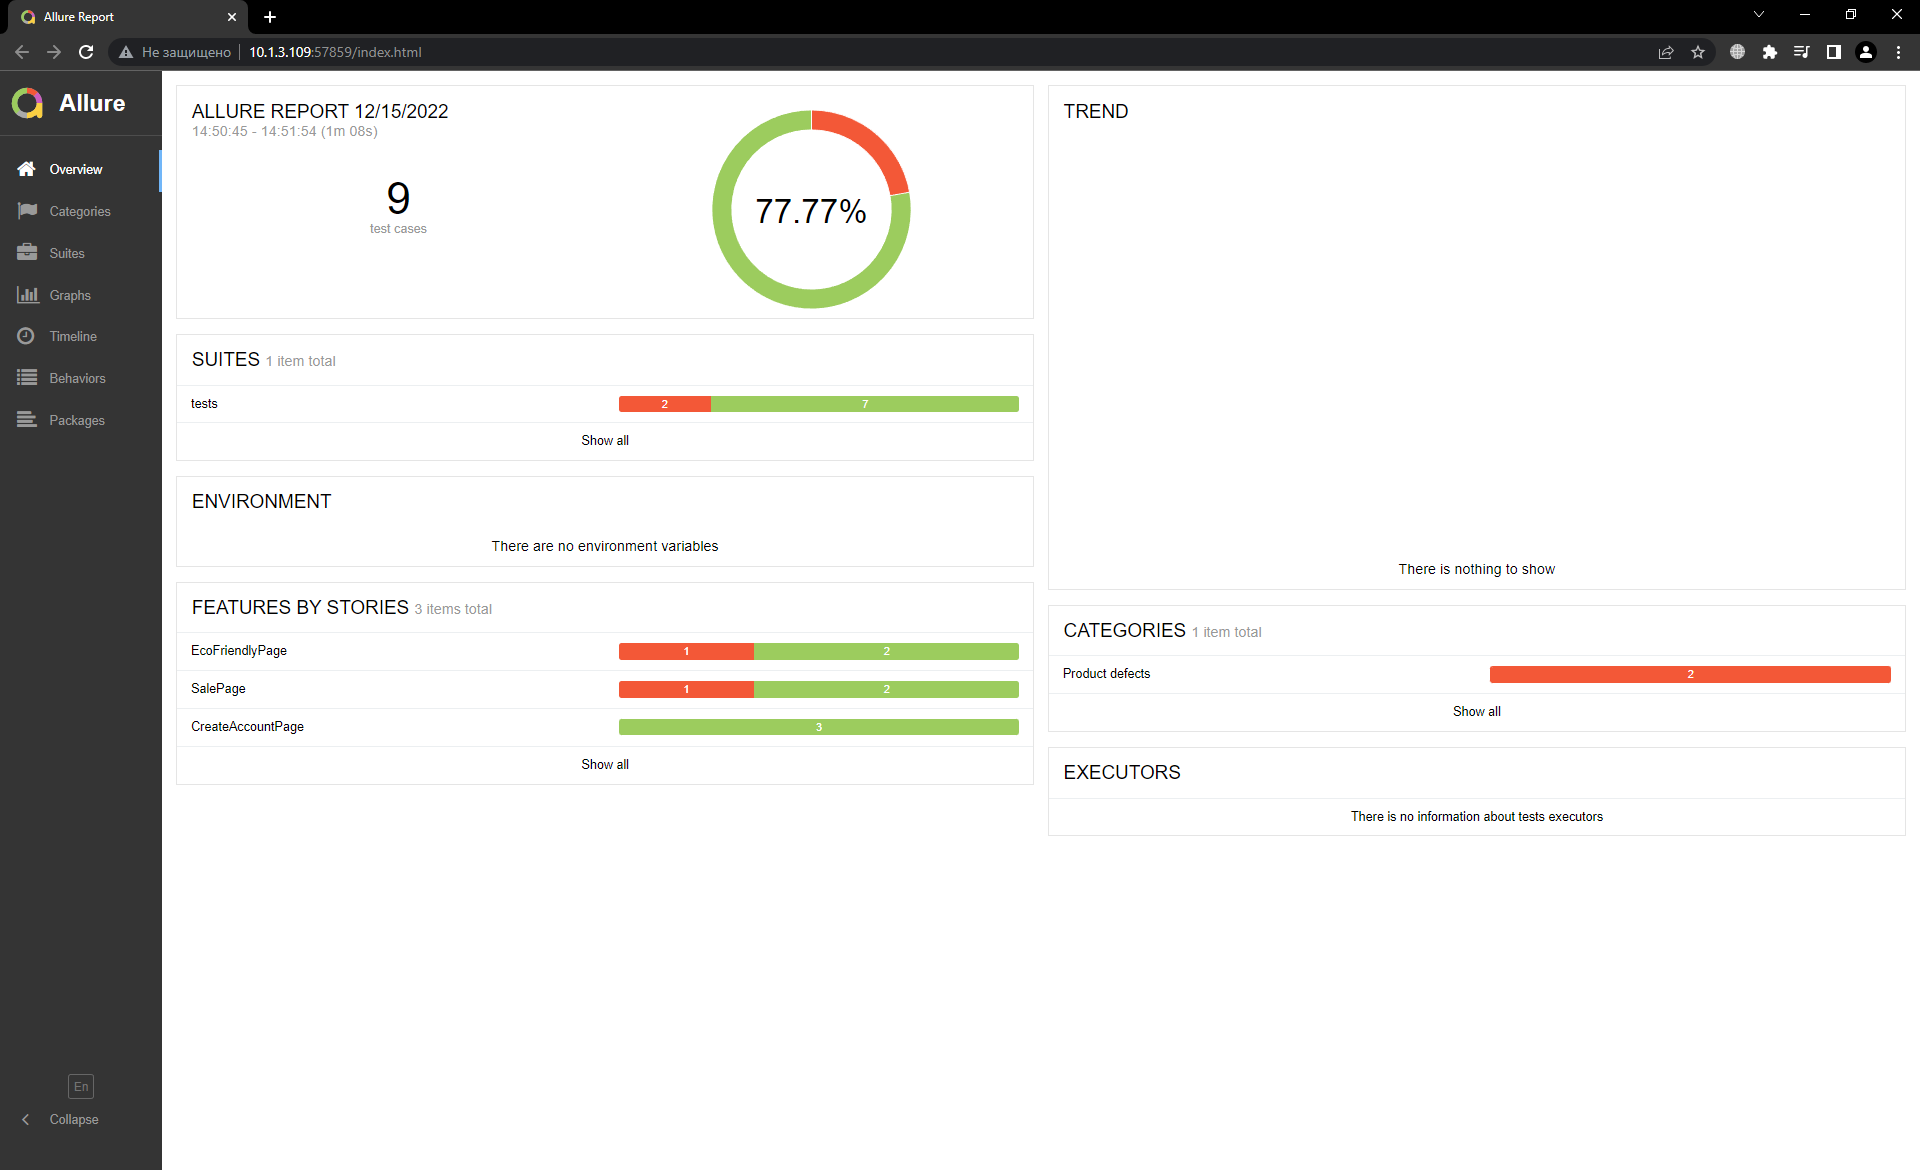 Allure Report
Не защищено
10.1.3.109:57859/index.html
Allure
Overview
Categories
Suites
Graphs
Timeline
Behaviors
Packages
En
Collapse
ALLURE REPORT 12/15/2022
14:50:45 - 14:51:54 (1m 08s)
9
test cases
77.77%
SUITES 1 item total
tests 2 7
Show all
ENVIRONMENT
There are no environment variables
FEATURES BY STORIES 3 items total
EcoFriendlyPage 1 2
SalePage 1 2
CreateAccountPage 3
Show all
TREND
There is nothing to show
CATEGORIES 1 item total
Product defects 2
Show all
EXECUTORS
There is no information about tests executors